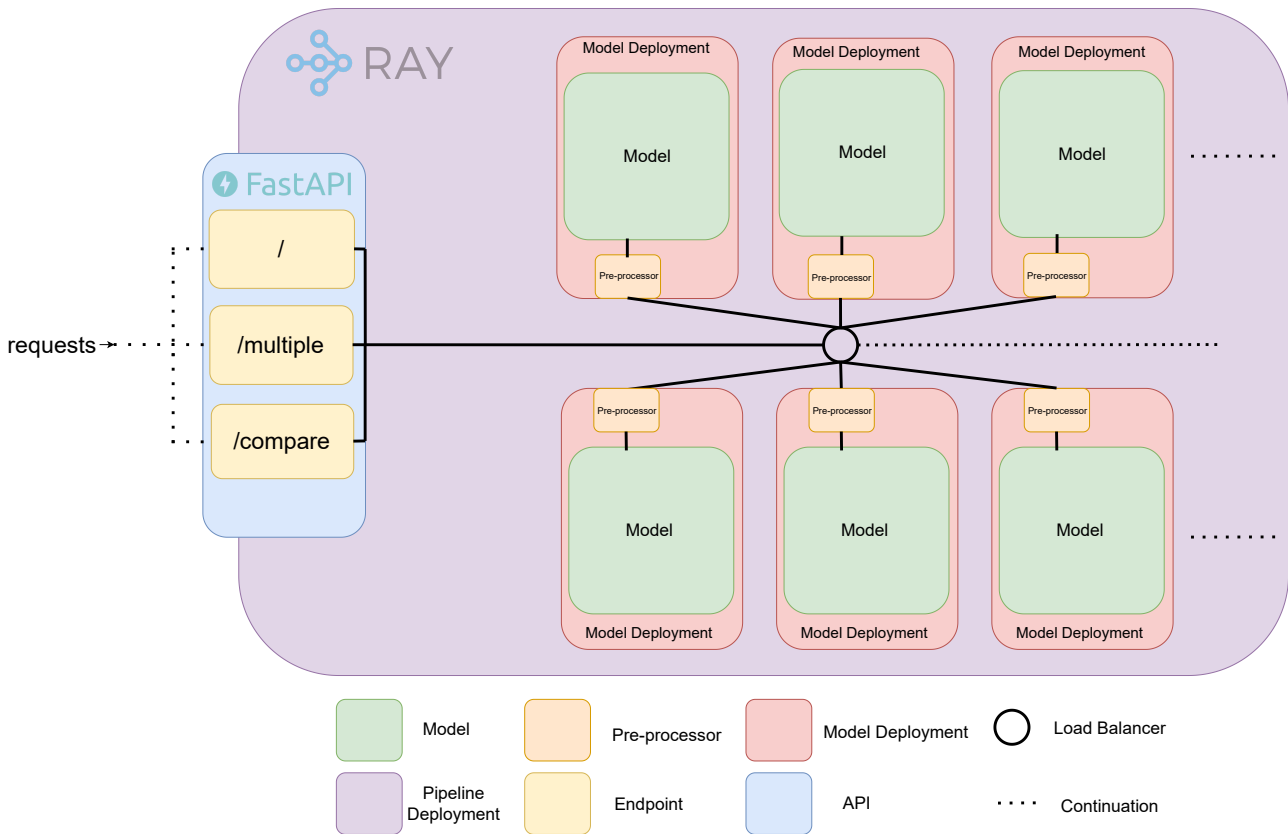 RAY
Model Deployment
Model Deployment
Model Deployment
Model
Model
Model
Pre-processor
Pre-processor
Pre-processor
FastAPI
/
requests
/multiple
/compare
Pre-processor
Pre-processor
Pre-processor
Model
Model
Model
Model Deployment
Model Deployment
Model Deployment
Model
Pre-processor
Model Deployment
Load Balancer
Pipeline
Deployment
Endpoint
API
Continuation